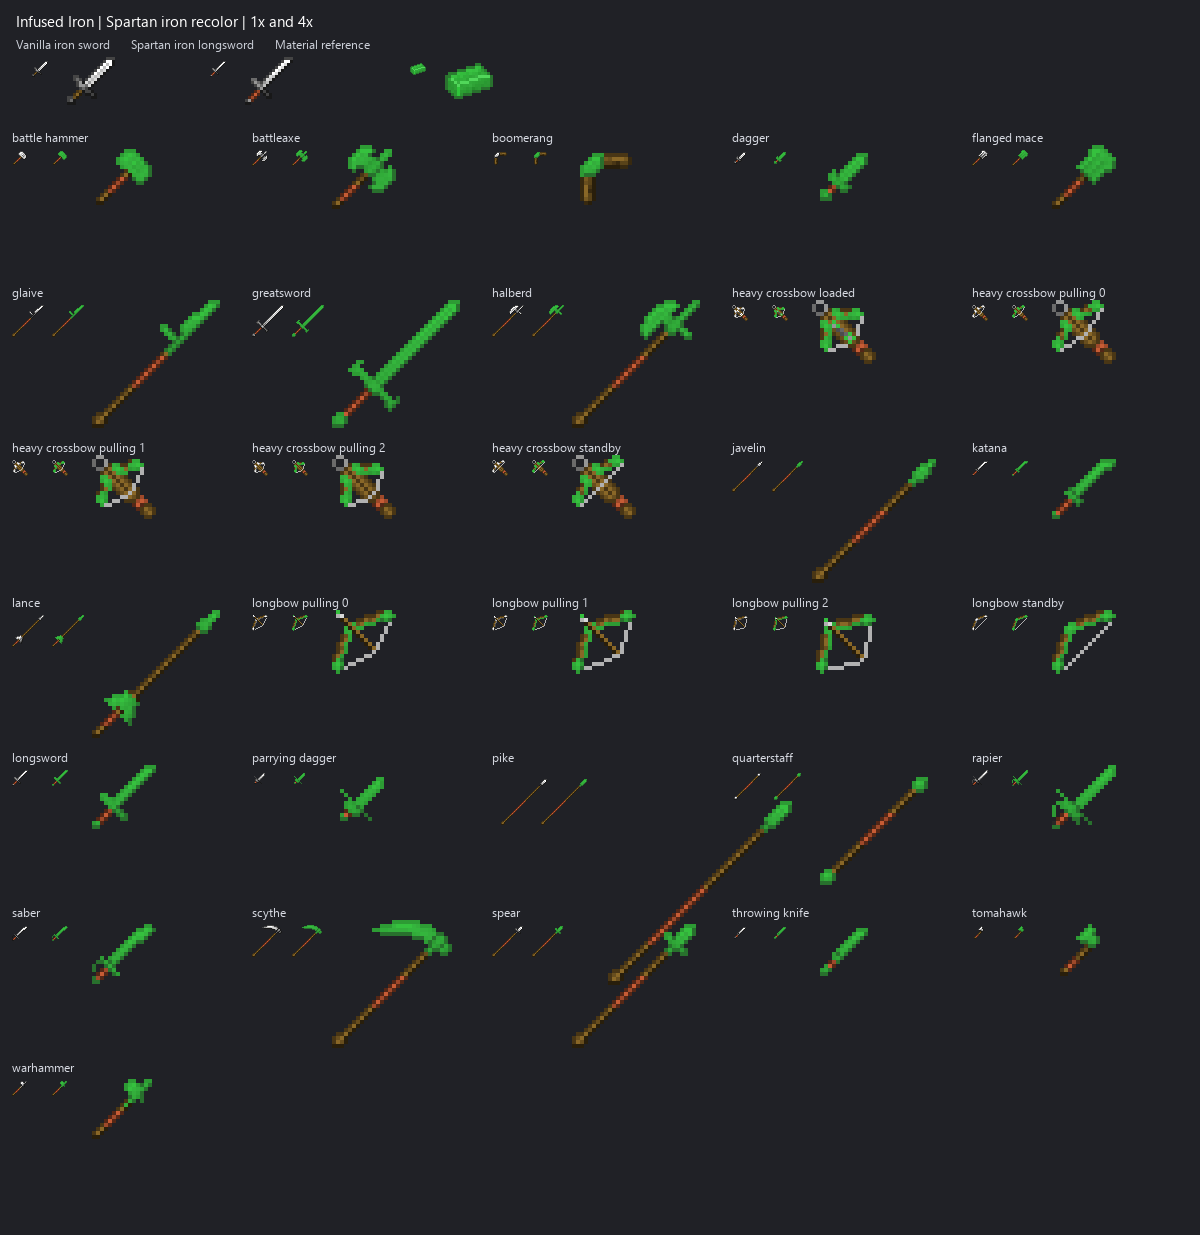 Infused Iron | Spartan iron recolor | 1x and 4x
Vanilla iron sword Spartan iron longsword Material reference
battle hammer battleaxe boomerang dagger flanged mace
glaive greatsword halberd heavy crossbow loaded heavy crossbow pulling 0
heavy crossbow pulling 1 heavy crossbow pulling 2 heavy crossbow standby javelin katana
lance longbow pulling 0 longbow pulling 1 longbow pulling 2 longbow standby
longsword parrying dagger pike quarterstaff rapier
saber scythe spear throwing knife tomahawk
warhammer